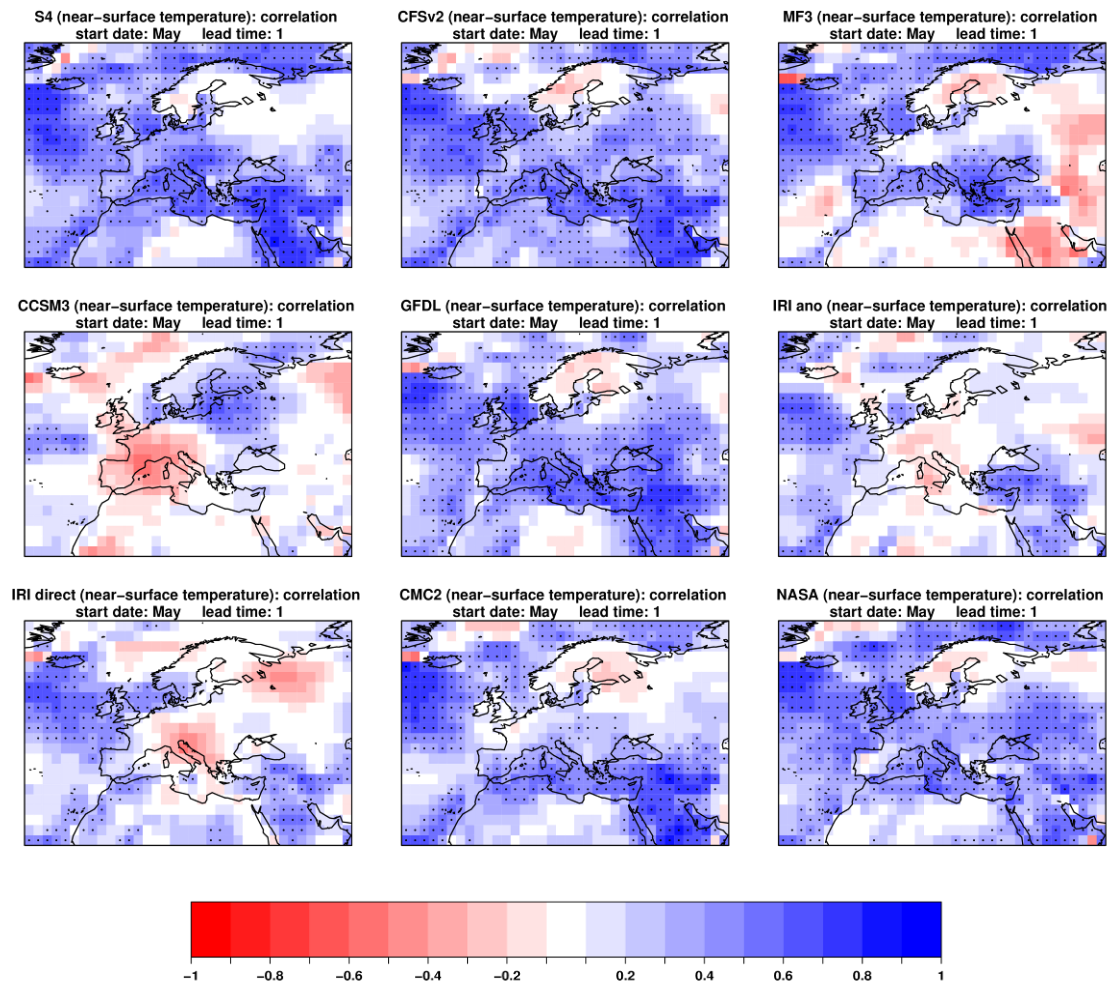 S4 (near−surface temperature): correlation
start date: May lead time: 1
CFSv2 (near−surface temperature): correlation
start date: May lead time: 1
MF3 (near−surface temperature): correlation
start date: May lead time: 1
CCSM3 (near−surface temperature): correlation
start date: May lead time: 1
GFDL (near−surface temperature): correlation
start date: May lead time: 1
IRI ano (near−surface temperature): correlation
start date: May lead time: 1
IRI direct (near−surface temperature): correlation
start date: May lead time: 1
CMC2 (near−surface temperature): correlation
start date: May lead time: 1
NASA (near−surface temperature): correlation
start date: May lead time: 1
−1 −0.8 −0.6 −0.4 −0.2 0.2 0.4 0.6 0.8 1